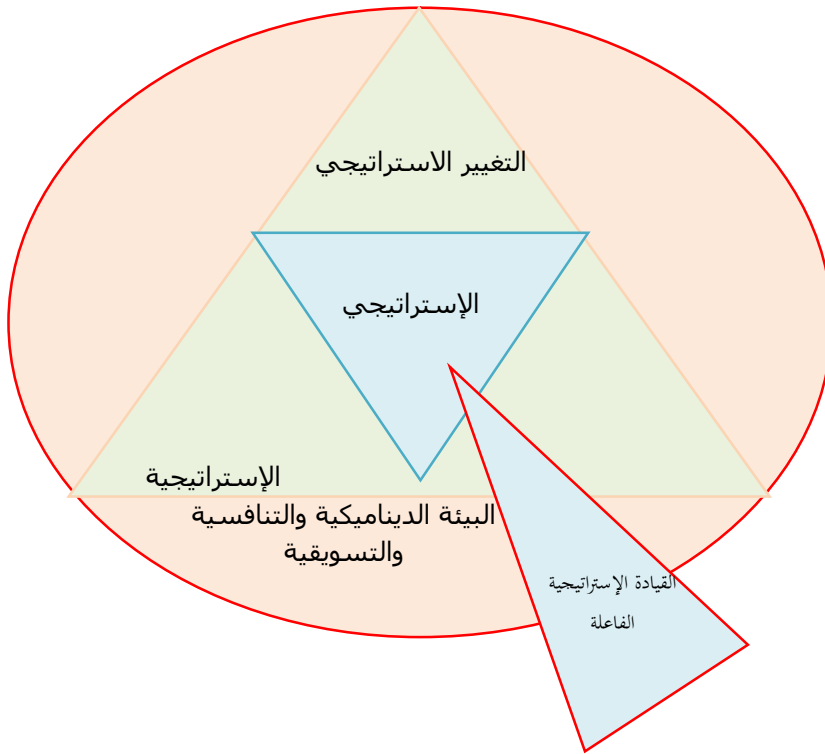 التغيير الاستراتيجي
الإستراتيجي
الإستراتيجية
البيئة الديناميكية والتنافسية
والتسويقية
القيادة الإستراتيجية
الفاعلة